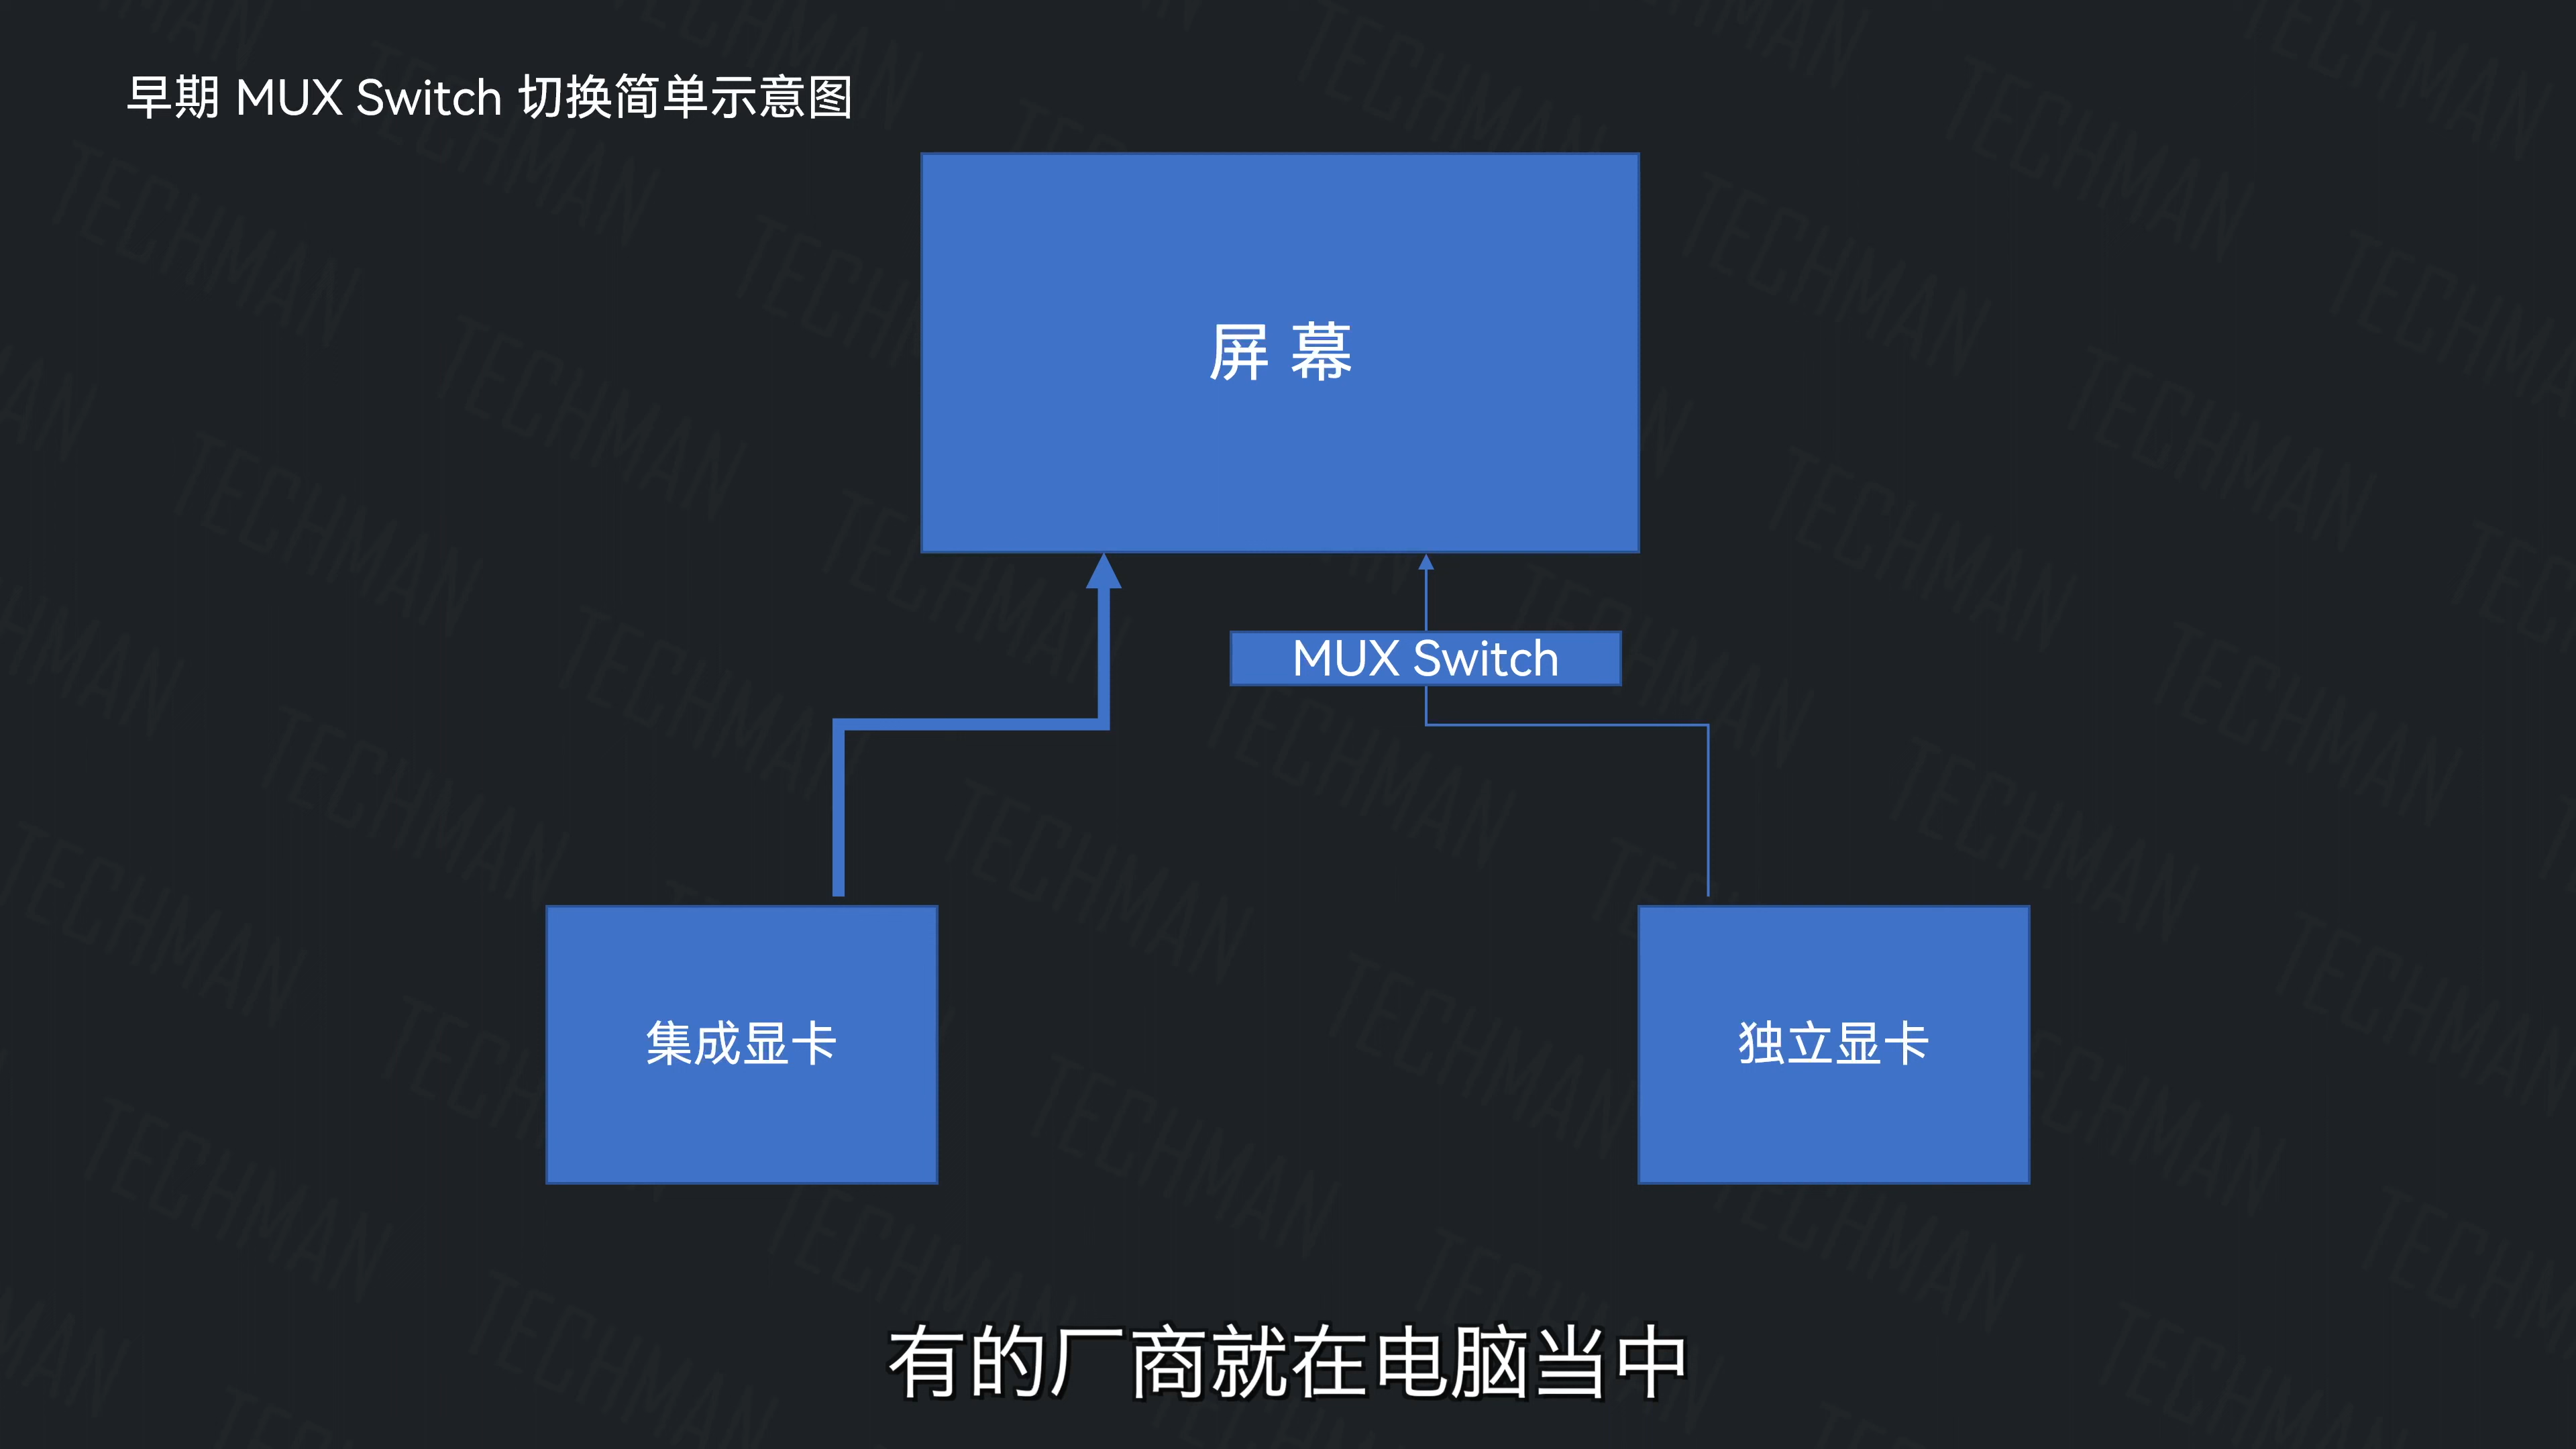 早期 MUX Switch 切换简单示意图
屏幕
MUX Switch
集成显卡
独立显卡
有的厂商就在电脑当中
TECHMAN